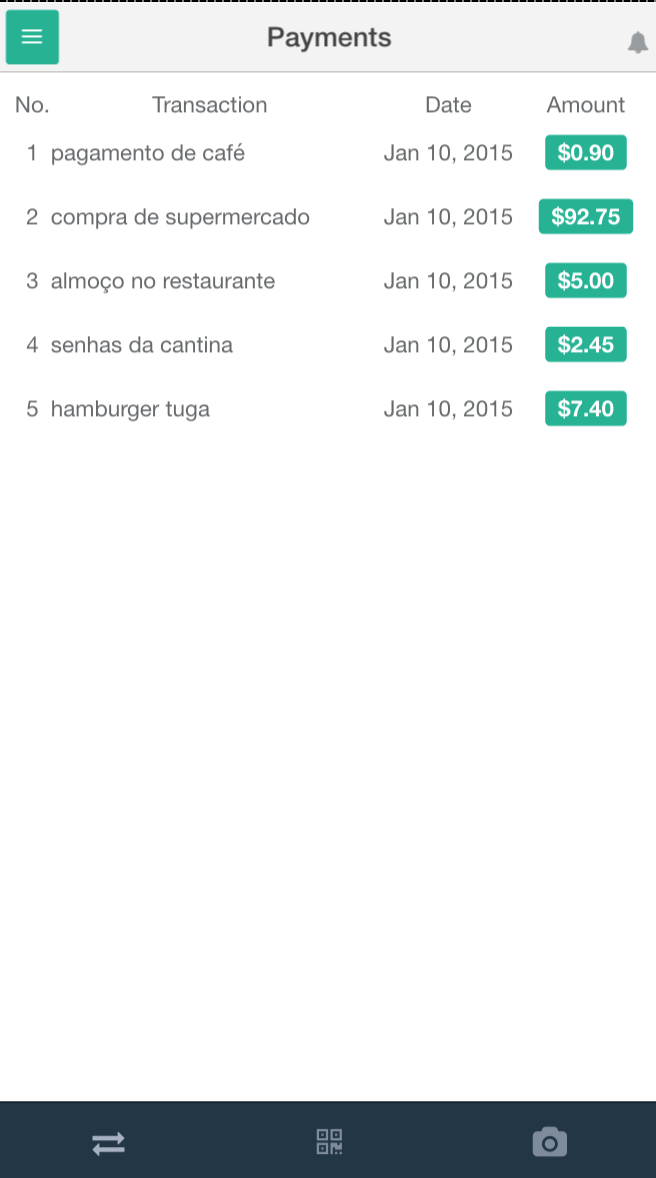 Payments
No. Transaction Date Amount
1 pagamento de café Jan 10, 2015 $0.90
2 compra de supermercado Jan 10, 2015 $92.75
3 almoço no restaurante Jan 10, 2015 $5.00
4 senhas da cantina Jan 10, 2015 $2.45
5 hamburger tuga Jan 10, 2015 $7.40